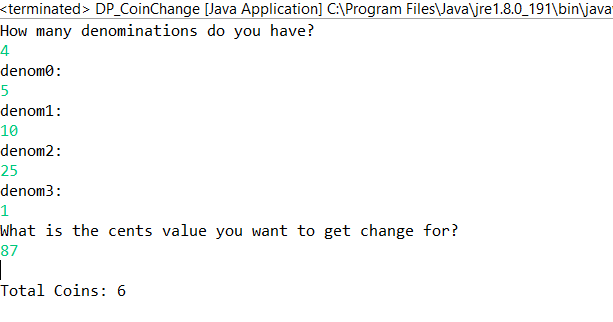 <terminated> DP_CoinChange [Java Application] C:\Program Files\Java\jre1.8.0_191\bin\java
How many denominations do you have?
4
denom0:
5
denom1:
10
denom2:
25
denom3:
1
What is the cents value you want to get change for?
87
Total Coins: 6